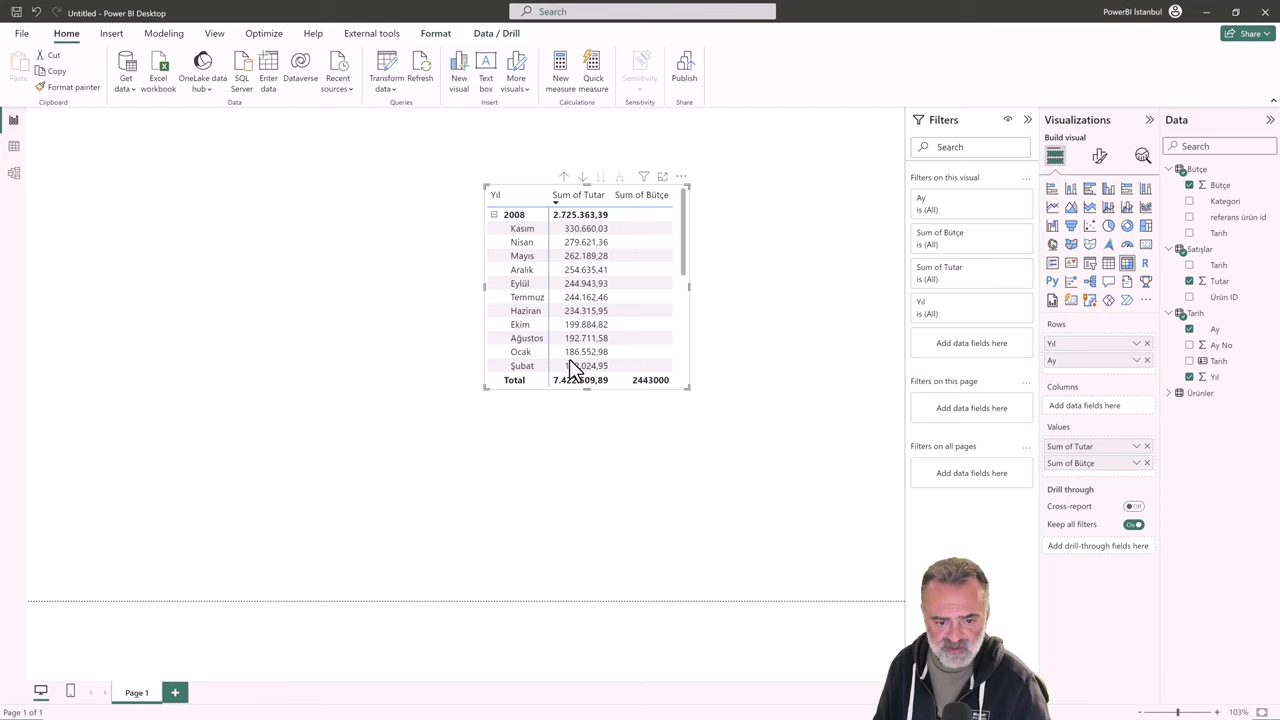 Untitled - Power BI Desktop
Search
PowerBI Istanbul
File Home Insert Modeling View Optimize Help External tools Format Data / Drill
Share
Paste
Cut
Copy
Format painter
Clipboard
Get data
Excel workbook
OneLake data hub
SQL Server
Enter data
Dataverse
Recent sources
Data
Transform data
Refresh
Queries
New visual
Text box
More visuals
Insert
New measure
Quick measure
Calculations
Sensitivity
Sensitivity
Publish
Share
Yıl Sum of Tutar Sum of Bütçe
2008 2.725.363,39
Kasım 330.660,03
Nisan 279.621,36
Mayıs 262.189,28
Aralık 254.635,41
Eylül 244.943,93
Temmuz 244.162,46
Haziran 234.315,95
Ekim 199.884,82
Ağustos 192.711,58
Ocak 186.552,98
Şubat
Total 2443000
Filters
Search
Filters on this visual
Ay
is (All)
Sum of Bütçe
is (All)
Sum of Tutar
is (All)
Yıl
is (All)
Add data fields here
Filters on this page
Add data fields here
Filters on all pages
Add data fields here
Visualizations
Build visual
Rows
Yıl
Ay
Columns
Add data fields here
Values
Sum of Tutar
Sum of Bütçe
Drill through
Cross-report Off
Keep all filters On
Add drill-through fields here
Data
Search
Bütçe
Bütçe
Kategori
referans ürün id
Tarih
Satışlar
Tarih
Tutar
Ürün ID
Tarih
Ay
Ay No
Tarih
Yıl
Ürünler
Page 1
Page 1 of 1
103%